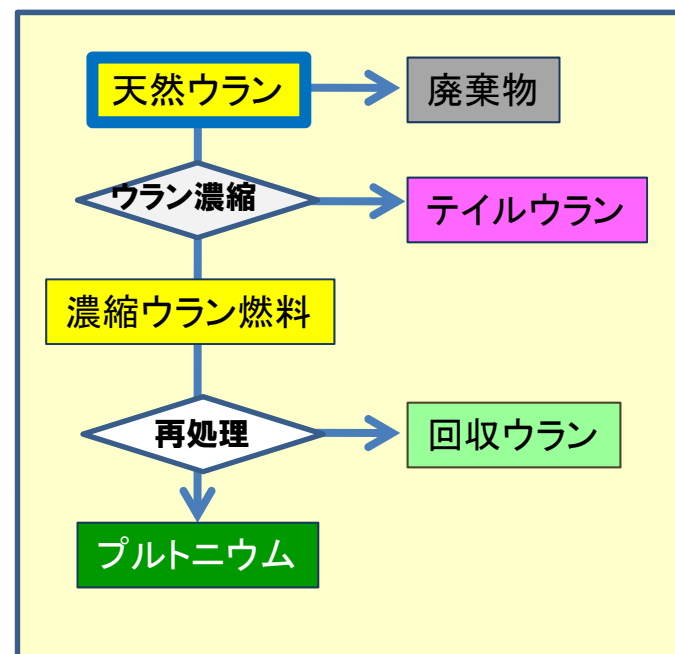 天然ウラン
廃棄物
ウラン濃縮
テイルウラン
濃縮ウラン燃料
再処理
回収ウラン
プルトニウム